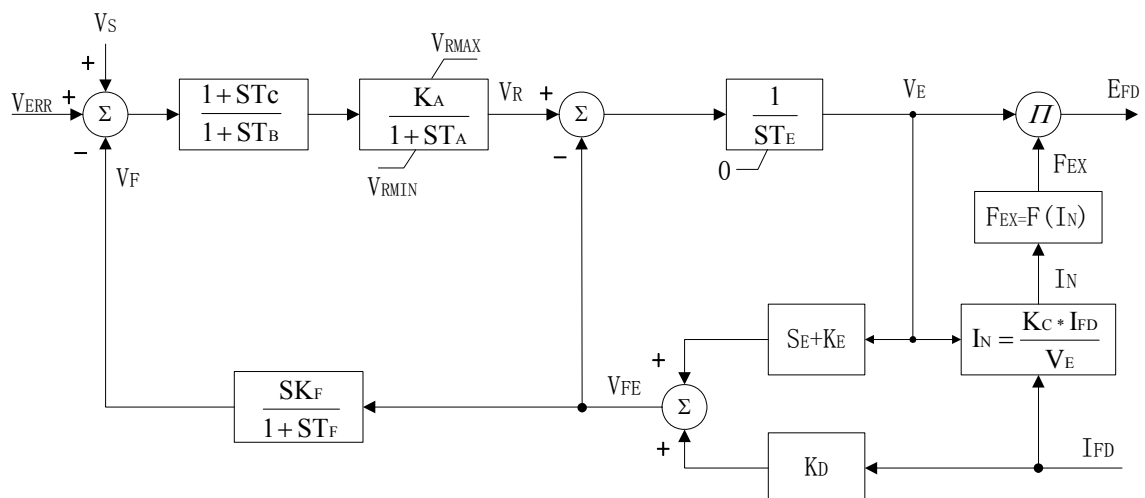 VS
+
VERR
+
Σ
−
VF
1+STC
1+STB
VRMAX
KA
1+STA
VRMIN
VR
+
Σ
−
1
STE
0
VE
Π
EFD
FEX
FEX=F(IN)
IN
IN = KC * IFD
VE
SE+KE
+
VFE
Σ
+
SKF
1+STF
KD
IFD